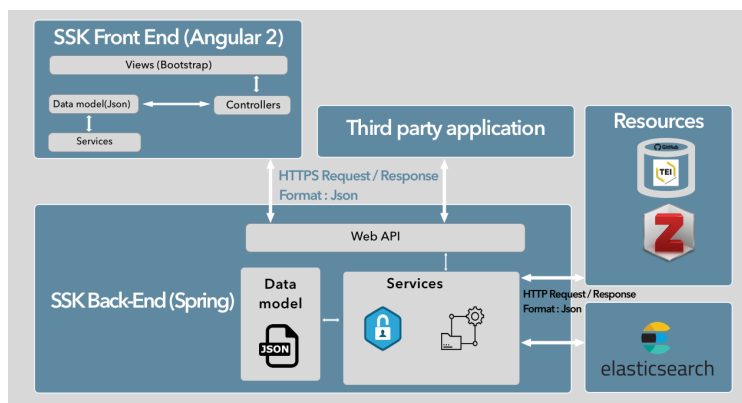 SSK Front End (Angular 2)
Views (Bootstrap)
Data model(Json)
Controllers
Services
Third party application
Resources
GitHub
TEI
Z
HTTPS Request / Response
Format : Json
Web API
SSK Back-End (Spring)
Data
model
JSON
Services
HTTP Request / Response
Format : Json
elasticsearch